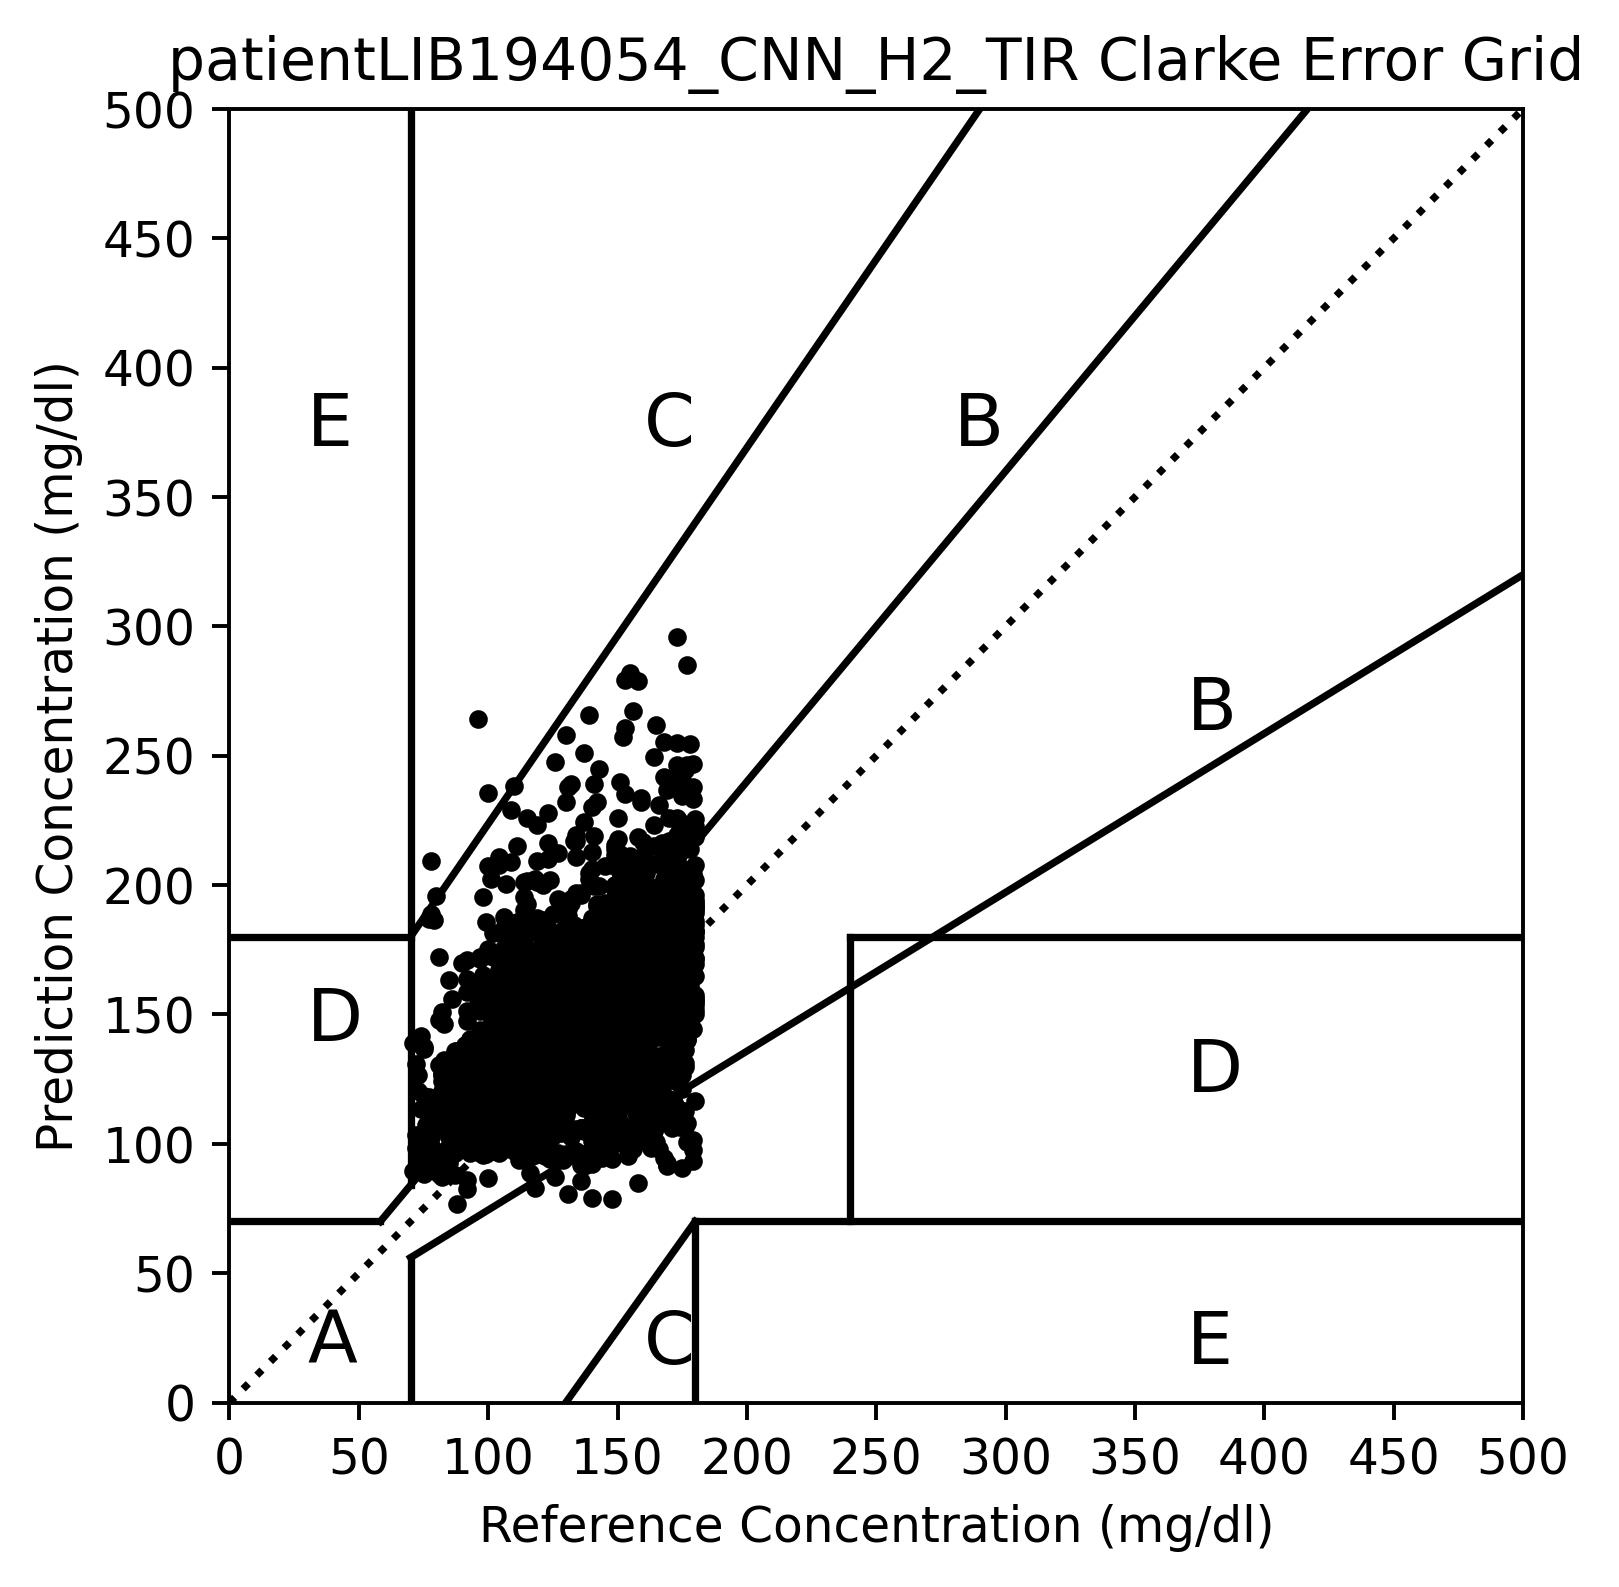 patientLIB194054_CNN_H2_TIR Clarke Error Grid
500
450
400
350
300
250
200
150
100
50
0
Prediction Concentration (mg/dl)
E
C
B
B
D
D
A
C
E
0 50 100 150 200 250 300 350 400 450 500
Reference Concentration (mg/dl)